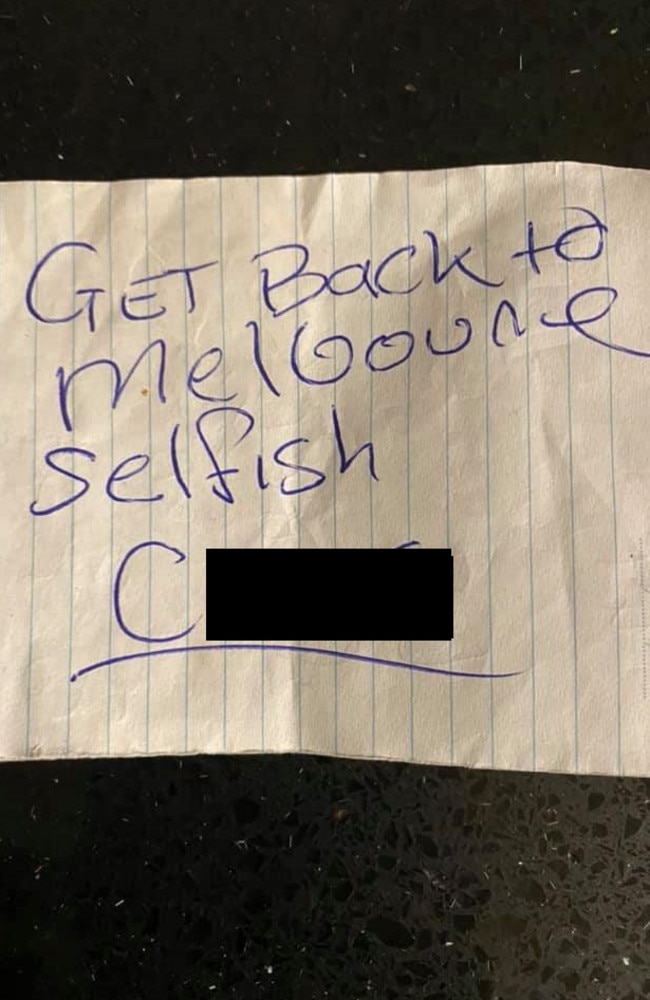 GET Back to
melbourne
selfish
C